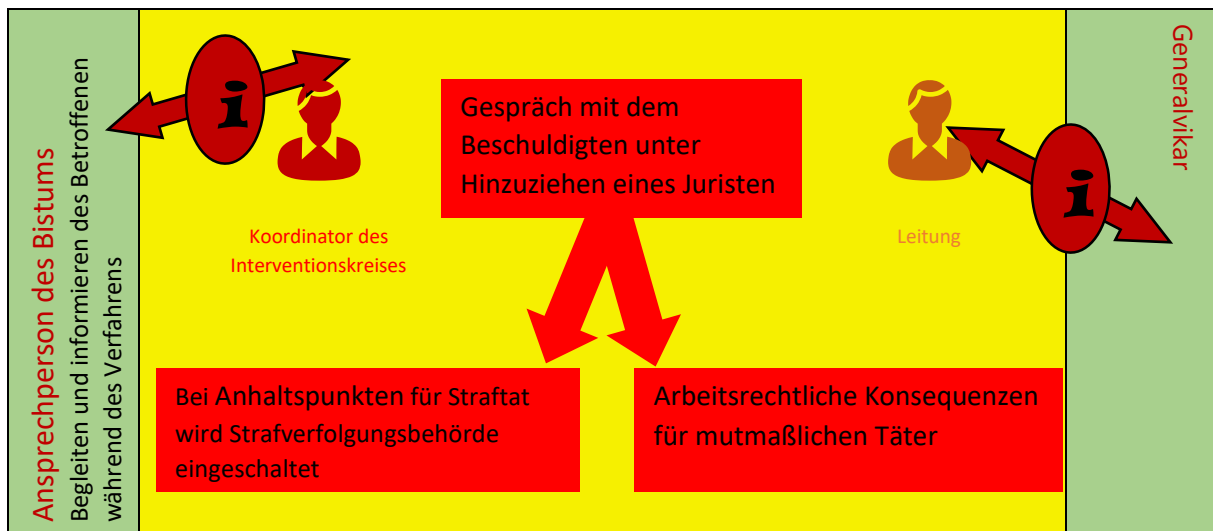 Ansprechperson des Bistums
Begleiten und informieren des Betroffenen
während des Verfahrens
i
Koordinator des
Interventionskreises
Gespräch mit dem
Beschuldigten unter
Hinzuziehen eines Juristen
Leitung
i
Generalvikar
Bei Anhaltspunkten für Straftat
wird Strafverfolgungsbehörde
eingeschaltet
Arbeitsrechtliche Konsequenzen
für mutmaßlichen Täter